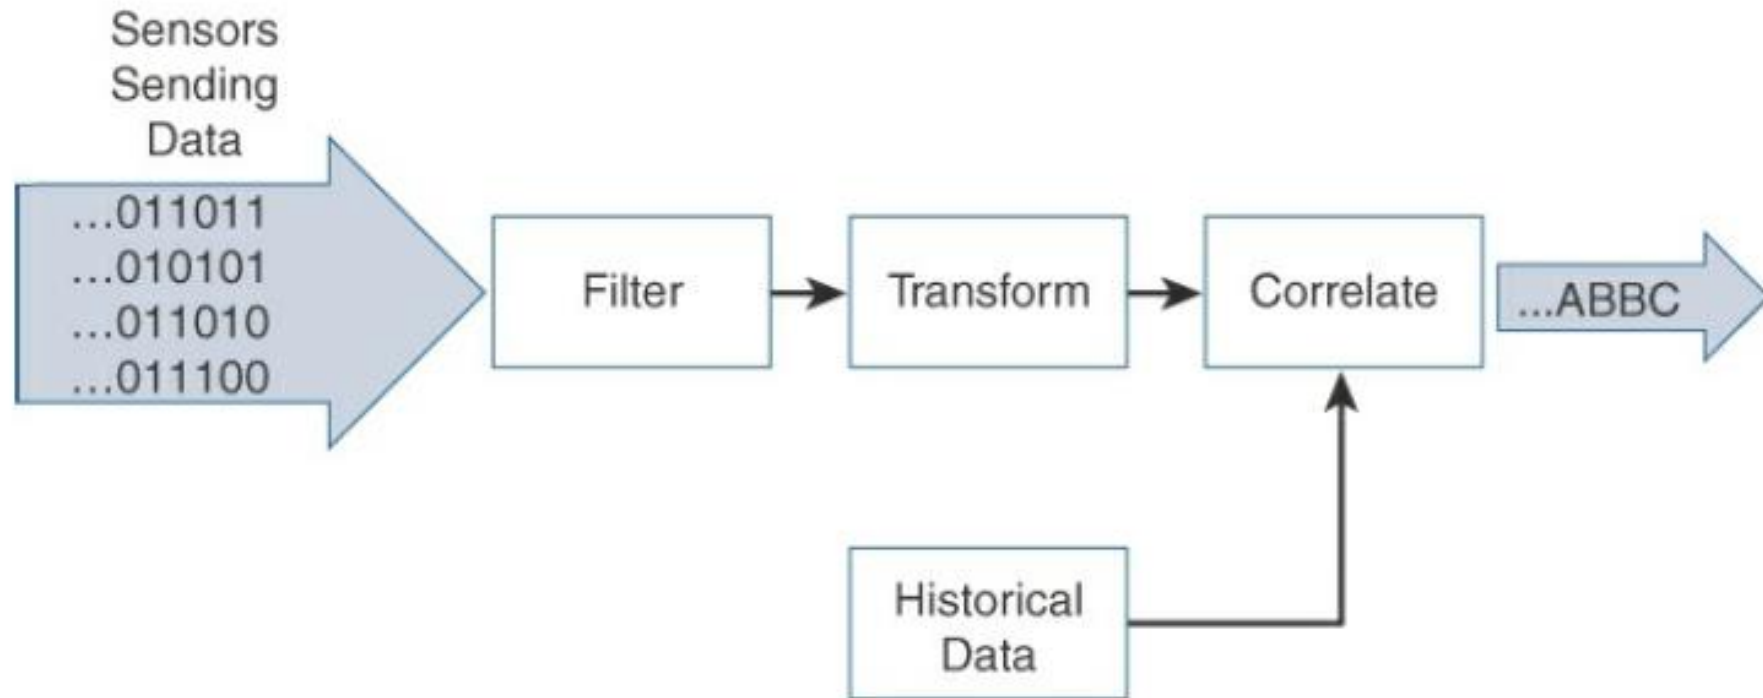 Sensors
Sending
Data
...011011
...010101
...011010
...011100
Filter
Transform
Correlate
...ABBC
Historical
Data